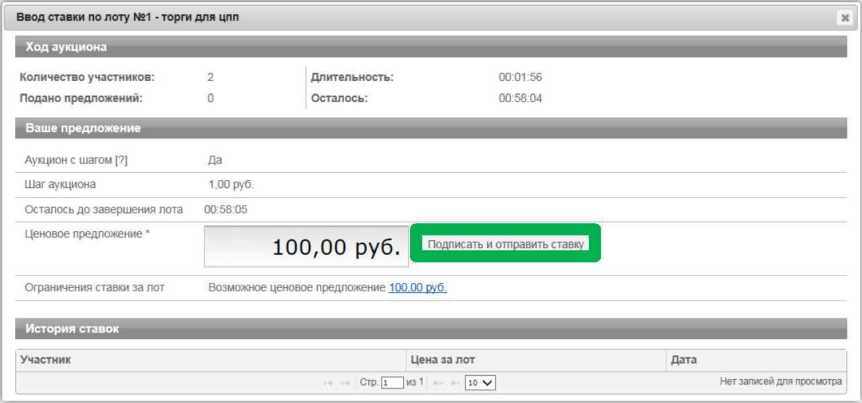 Ввод ставки по лоту №1 - торги для цпп
Ход аукциона
Количество участников: 2 Длительность: 00:01:56
Подано предложений: 0 Осталось: 00:58:04
Ваше предложение
Аукцион с шагом [?] Да
Шаг аукциона 1,00 руб.
Осталось до завершения лота 00:58:05
Ценовое предложение * 100,00 руб. Подписать и отправить ставку
Ограничения ставки за лот Возможное ценовое предложение 100,00 руб.
История ставок
Участник Цена за лот Дата
Стр. 1 из 1 10 Нет записей для просмотра